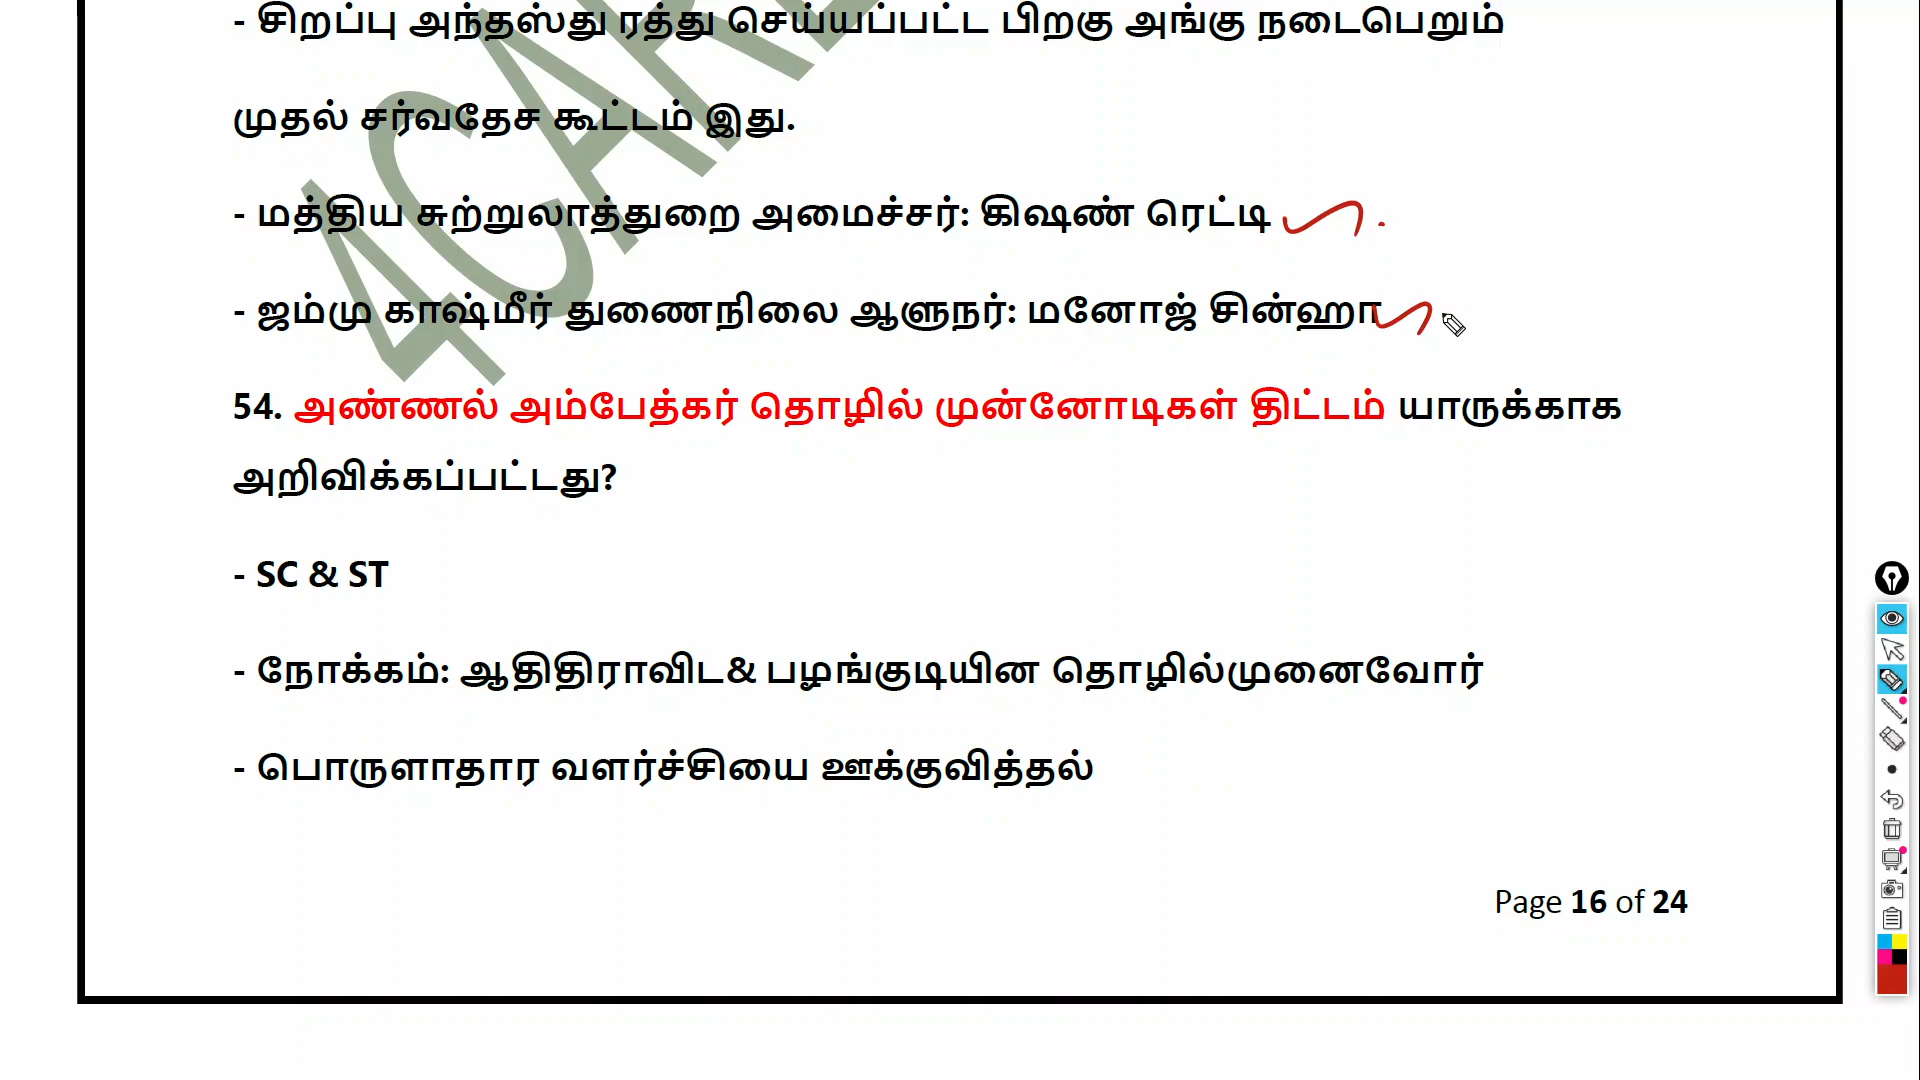 - சிறப்பு அந்தஸ்து ரத்து செய்யப்பட்ட பிறகு அங்கு நடைபெறும்
முதல் சர்வதேச கூட்டம் இது.
- மத்திய சுற்றுலாத்துறை அமைச்சர்: கிஷண் ரெட்டி
- ஜம்மு காஷ்மீர் துணைநிலை ஆளுநர்: மனோஜ் சின்ஹா
54. அண்ணல் அம்பேத்கர் தொழில் முன்னோடிகள் திட்டம் யாருக்காக
அறிவிக்கப்பட்டது?
- SC & ST
- நோக்கம்: ஆதிதிராவிட& பழங்குடியின தொழில்முனைவோர்
- பொருளாதார வளர்ச்சியை ஊக்குவித்தல்
Page 16 of 24
4CARE